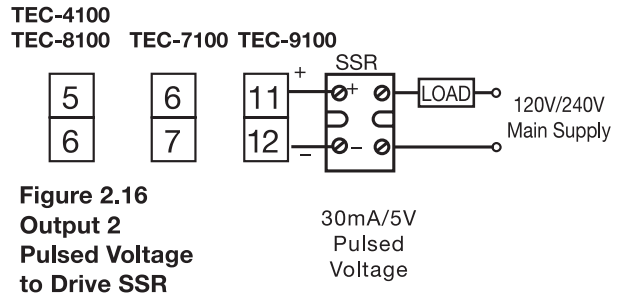 TEC-4100
TEC-8100 TEC-7100 TEC-9100
SSR
5 6 11 + + LOAD 120V/240V
Main Supply
6 7 12 – –
Figure 2.16
Output 2
Pulsed Voltage
to Drive SSR
30mA/5V
Pulsed
Voltage